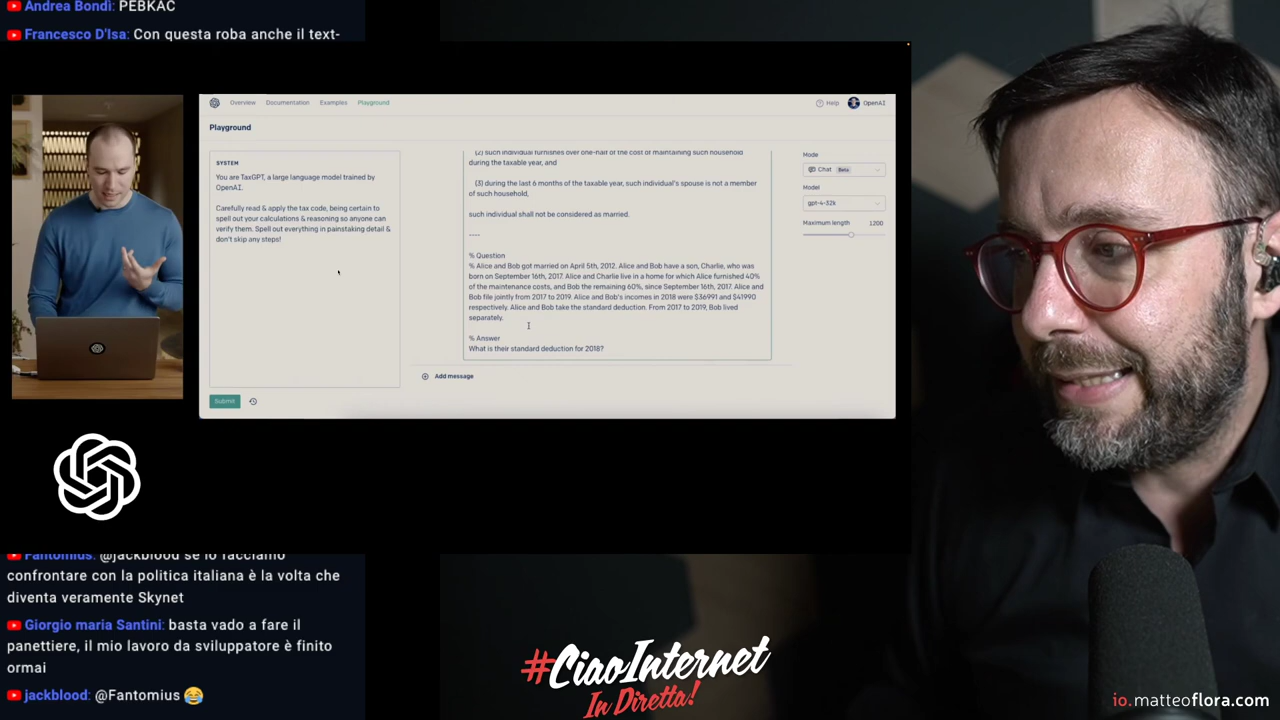 Andrea Bondì: PEBKAC
Francesco D'Isa: Con questa roba anche il text-
Overview Documentation Examples Playground
Help OpenAI
Playground
SYSTEM
You are TaxGPT, a large language model trained by
OpenAI.
Carefully read & apply the tax code, being certain to
spell out your calculations & reasoning so anyone can
verify them. Spell out everything in painstaking detail &
don't skip any steps!
Submit
(2) such individual furnishes over one-half of the cost of maintaining such household
during the taxable year, and
(3) during the last 6 months of the taxable year, such individual's spouse is not a member
of such household,
such individual shall not be considered as married.
----
% Question
% Alice and Bob got married on April 5th, 2012. Alice and Bob have a son, Charlie, who was
born on September 16th, 2017. Alice and Charlie live in a home for which Alice furnished 40%
of the maintenance costs, and Bob the remaining 60%, since September 16th, 2017. Alice and
Bob file jointly from 2017 to 2019. Alice and Bob's incomes in 2018 were $36991 and $41990
respectively. Alice and Bob take the standard deduction. From 2017 to 2019, Bob lived
separately.
% Answer
What is their standard deduction for 2018?
Add message
Mode
Chat Beta
Model
gpt-4-32k
Maximum length 1200
Fantomius: @jackblood se lo facciamo
confrontare con la politica italiana è la volta che
diventa veramente Skynet
Giorgio maria Santini: basta vado a fare il
panettiere, il mio lavoro da sviluppatore è finito
ormai
jackblood: @Fantomius 😂
#CiaoInternet
In Diretta!
io.matteoflora.com